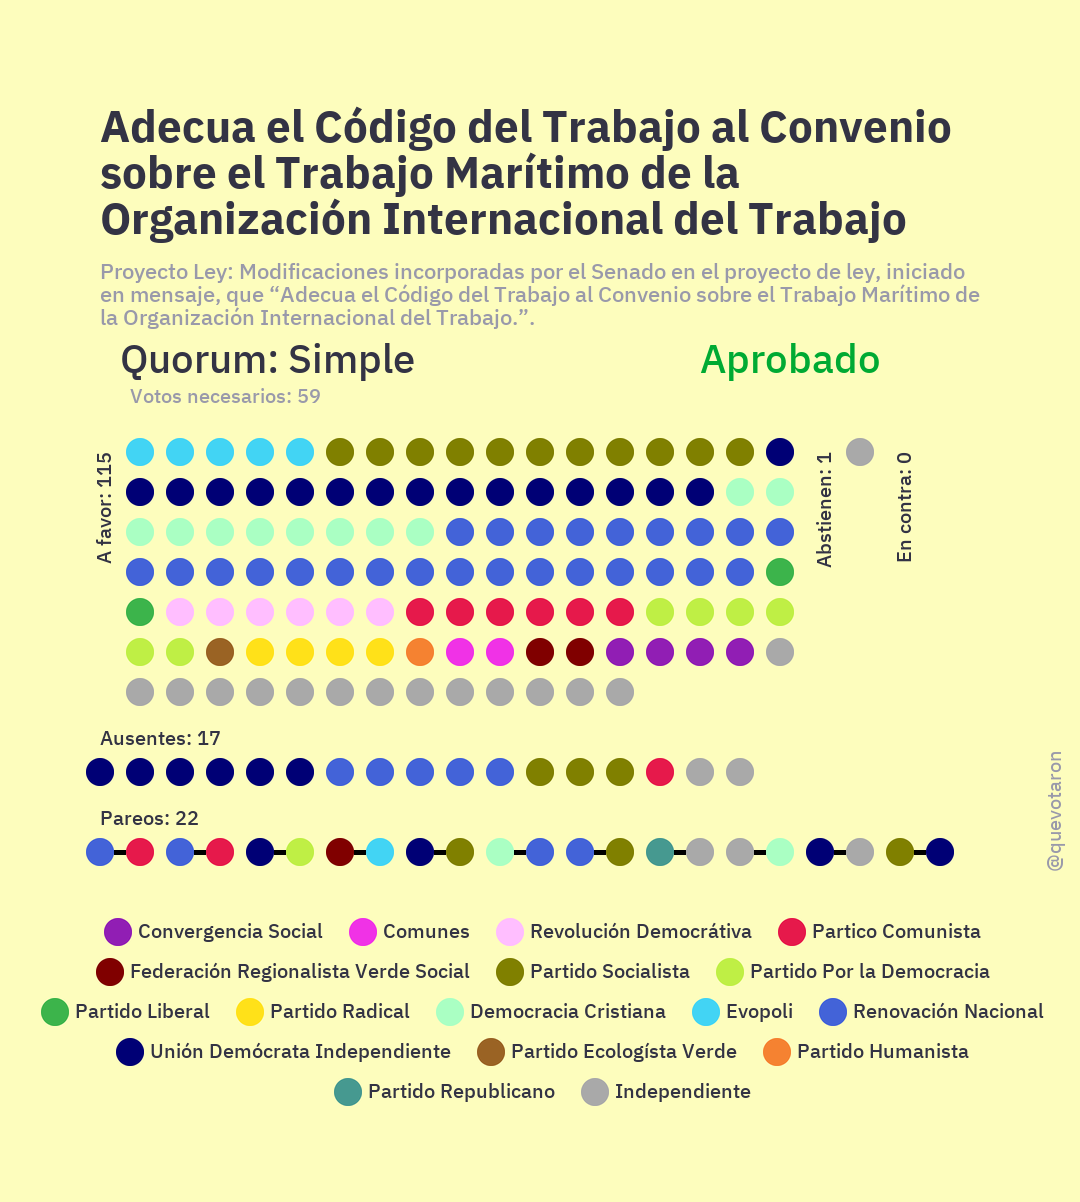 Adecua el Código del Trabajo al Convenio
sobre el Trabajo Marítimo de la
Organización Internacional del Trabajo
Proyecto Ley: Modificaciones incorporadas por el Senado en el proyecto de ley, iniciado
en mensaje, que “Adecua el Código del Trabajo al Convenio sobre el Trabajo Marítimo de
la Organización Internacional del Trabajo.”.
Quorum: Simple
Aprobado
Votos necesarios: 59
A favor: 115
Abstienen: 1
En contra: 0
Ausentes: 17
Pareos: 22
@quevotaron
Convergencia Social
Comunes
Revolución Democrátiva
Partico Comunista
Federación Regionalista Verde Social
Partido Socialista
Partido Por la Democracia
Partido Liberal
Partido Radical
Democracia Cristiana
Evopoli
Renovación Nacional
Unión Demócrata Independiente
Partido Ecologísta Verde
Partido Humanista
Partido Republicano
Independiente